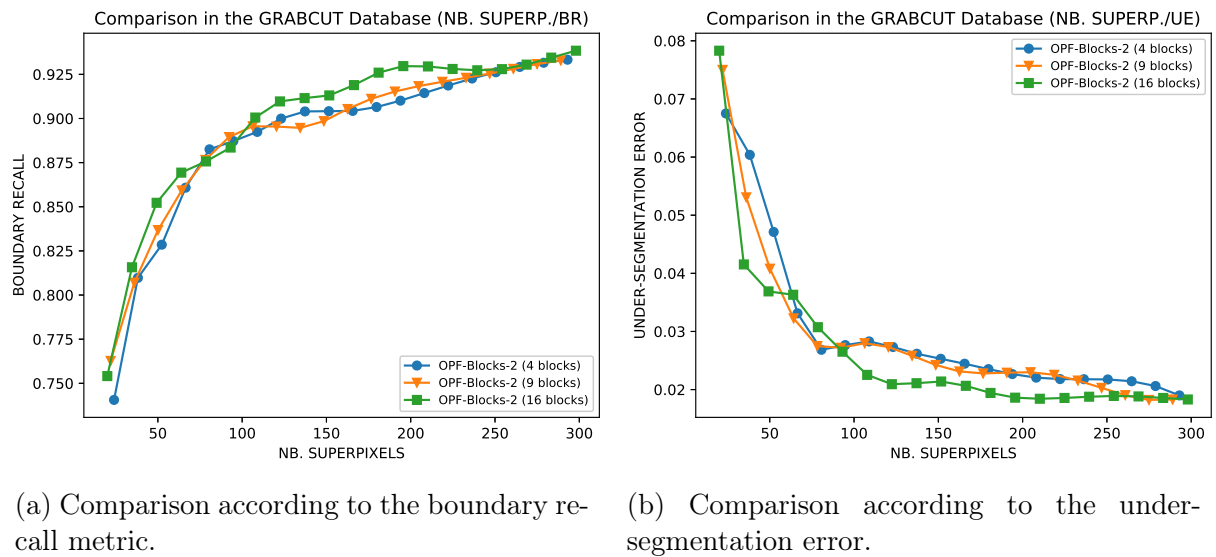 Comparison in the GRABCUT Database (NB. SUPERP./BR)
BOUNDARY RECALL
0.925
0.900
0.875
0.850
0.825
0.800
0.775
0.750
OPF-Blocks-2 (4 blocks)
OPF-Blocks-2 (9 blocks)
OPF-Blocks-2 (16 blocks)
50 100 150 200 250 300
NB. SUPERPIXELS
(a) Comparison according to the boundary re-
call metric.
Comparison in the GRABCUT Database (NB. SUPERP./UE)
UNDER-SEGMENTATION ERROR
0.08
0.07
0.06
0.05
0.04
0.03
0.02
OPF-Blocks-2 (4 blocks)
OPF-Blocks-2 (9 blocks)
OPF-Blocks-2 (16 blocks)
50 100 150 200 250 300
NB. SUPERPIXELS
(b) Comparison according to the under-
segmentation error.